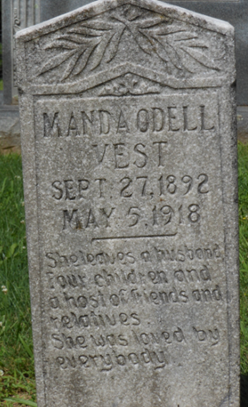 MANDA ODELL
VEST
SEPT. 27, 1892
MAY 5, 1918
She leaves a husband
four children and
a host of friends and
relatives
She was loved by
everybody.